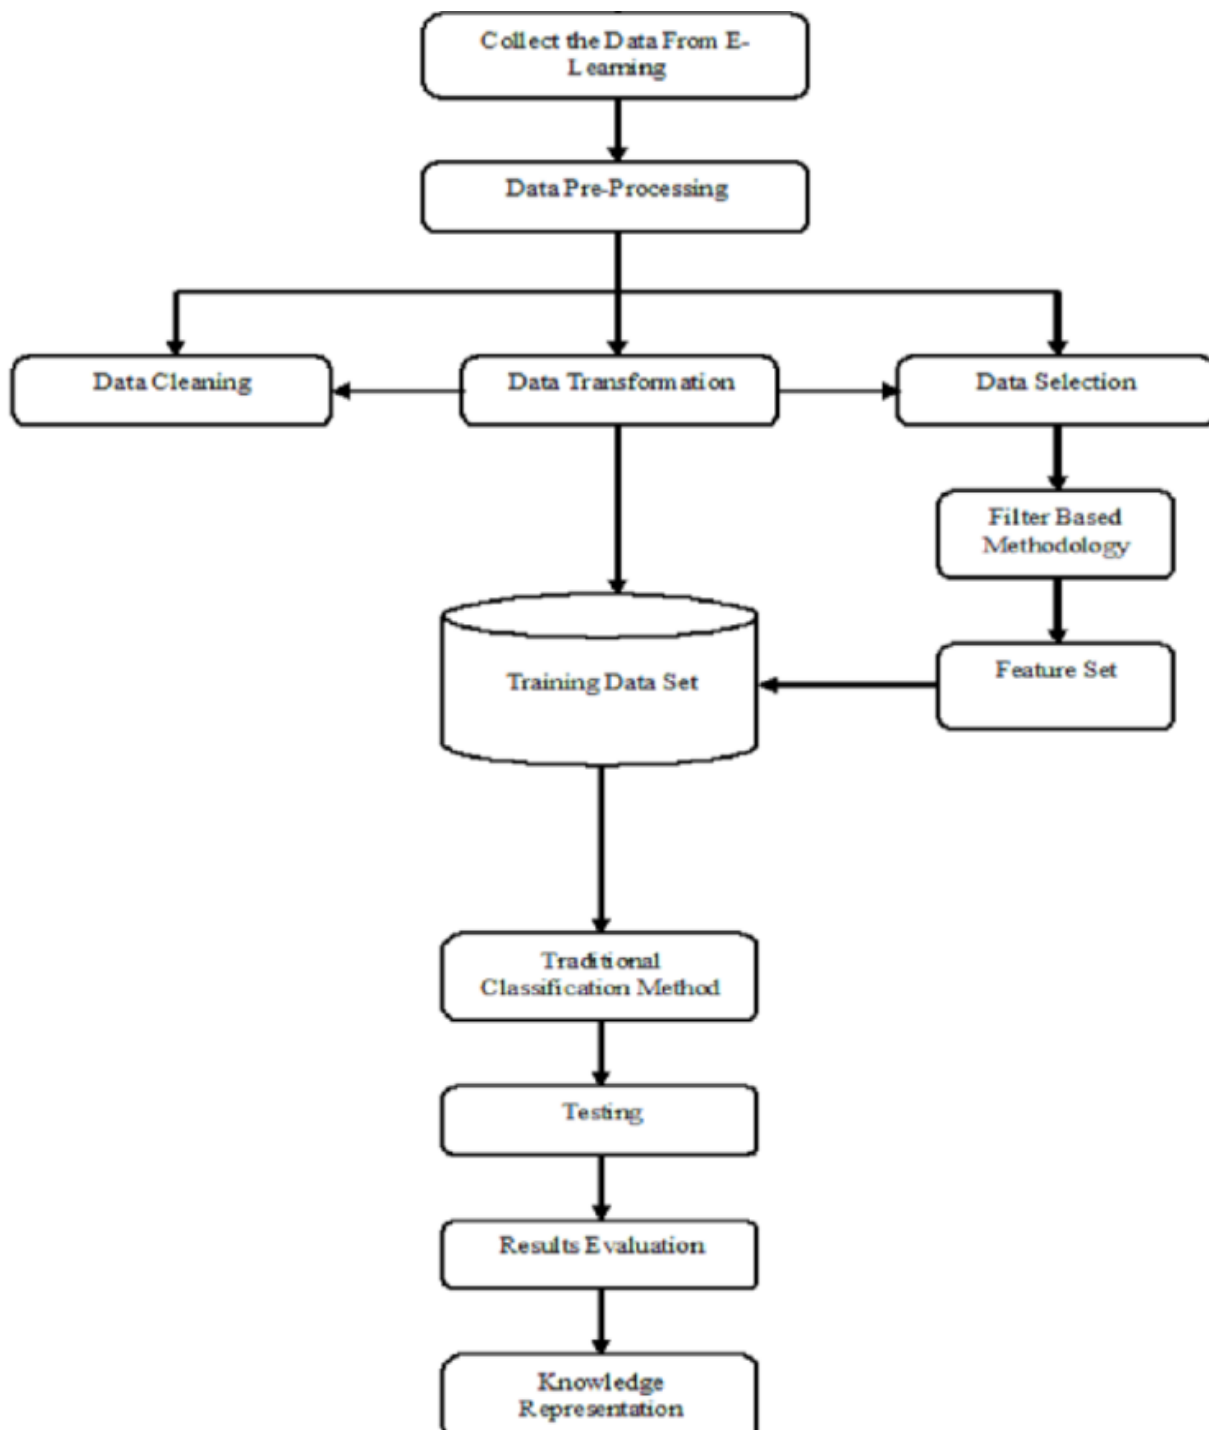 Collect the Data From E-
Learning
Data Pre-Processing
Data Cleaning
Data Transformation
Data Selection
Filter Based
Methodology
Feature Set
Training Data Set
Traditional
Classification Method
Testing
Results Evaluation
Knowledge
Representation